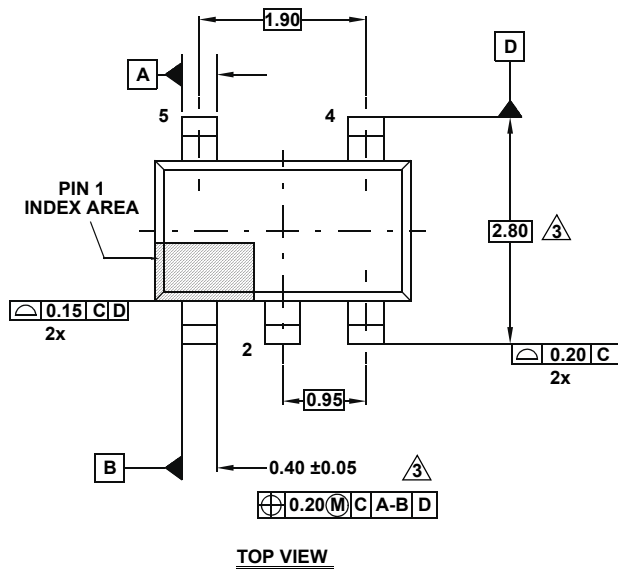 1.90
D
A
5
4
PIN 1
INDEX AREA
2.80
3
0.15 C D
2x
2
0.20 C
2x
0.95
B
0.40 ±0.05
3
0.20 M C A-B D
TOP VIEW